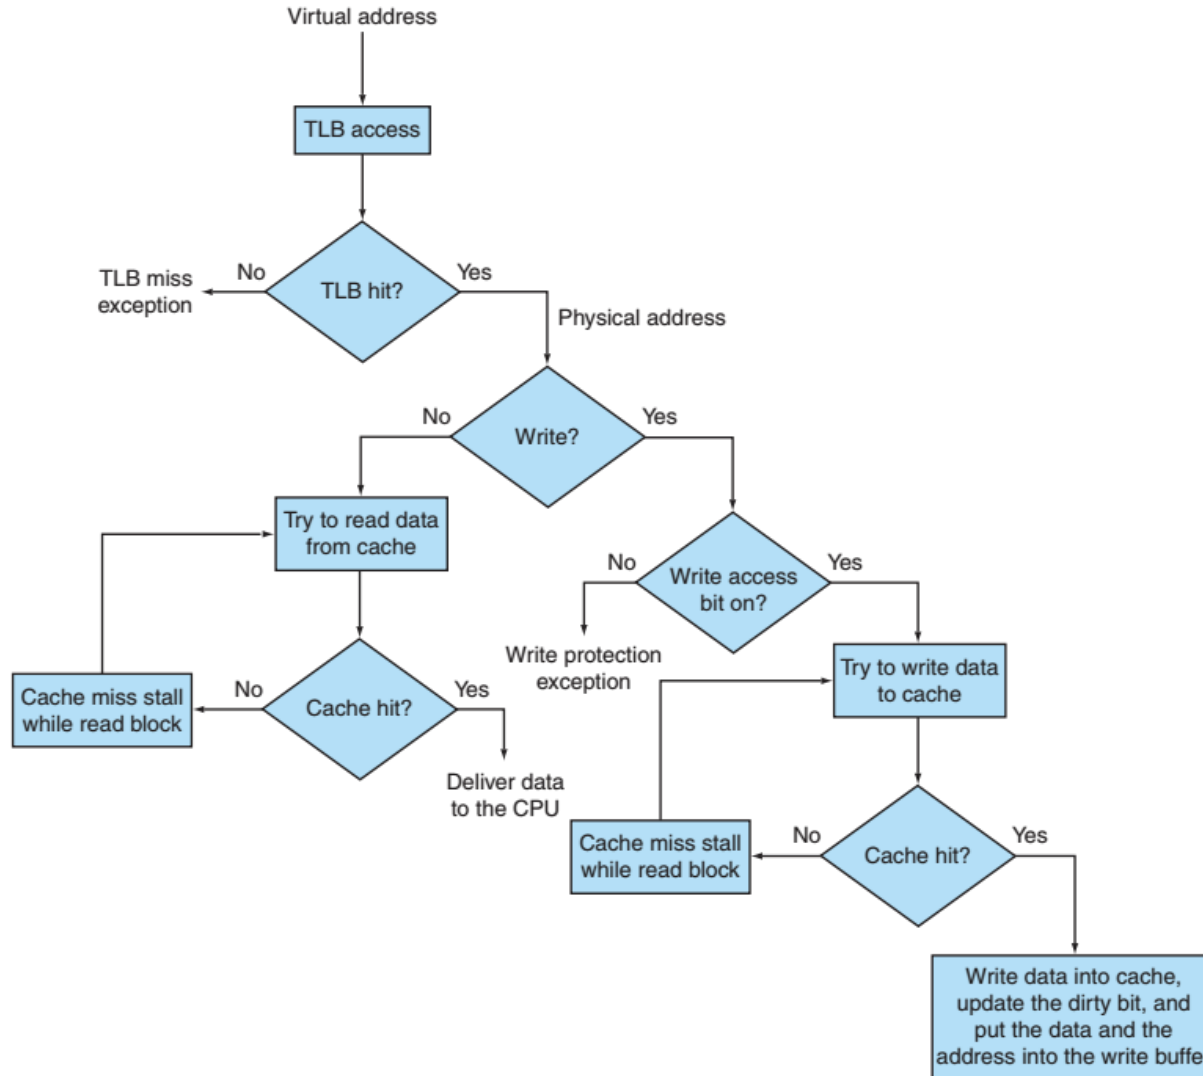 Virtual address
TLB access
TLB hit?
No
Yes
TLB miss
exception
Physical address
Write?
No
Yes
Try to read data
from cache
Write access
bit on?
No
Yes
Write protection
exception
Try to write data
to cache
Cache hit?
No
Yes
Cache miss stall
while read block
Deliver data
to the CPU
Cache hit?
No
Yes
Cache miss stall
while read block
Write data into cache,
update the dirty bit, and
put the data and the
address into the write buffe